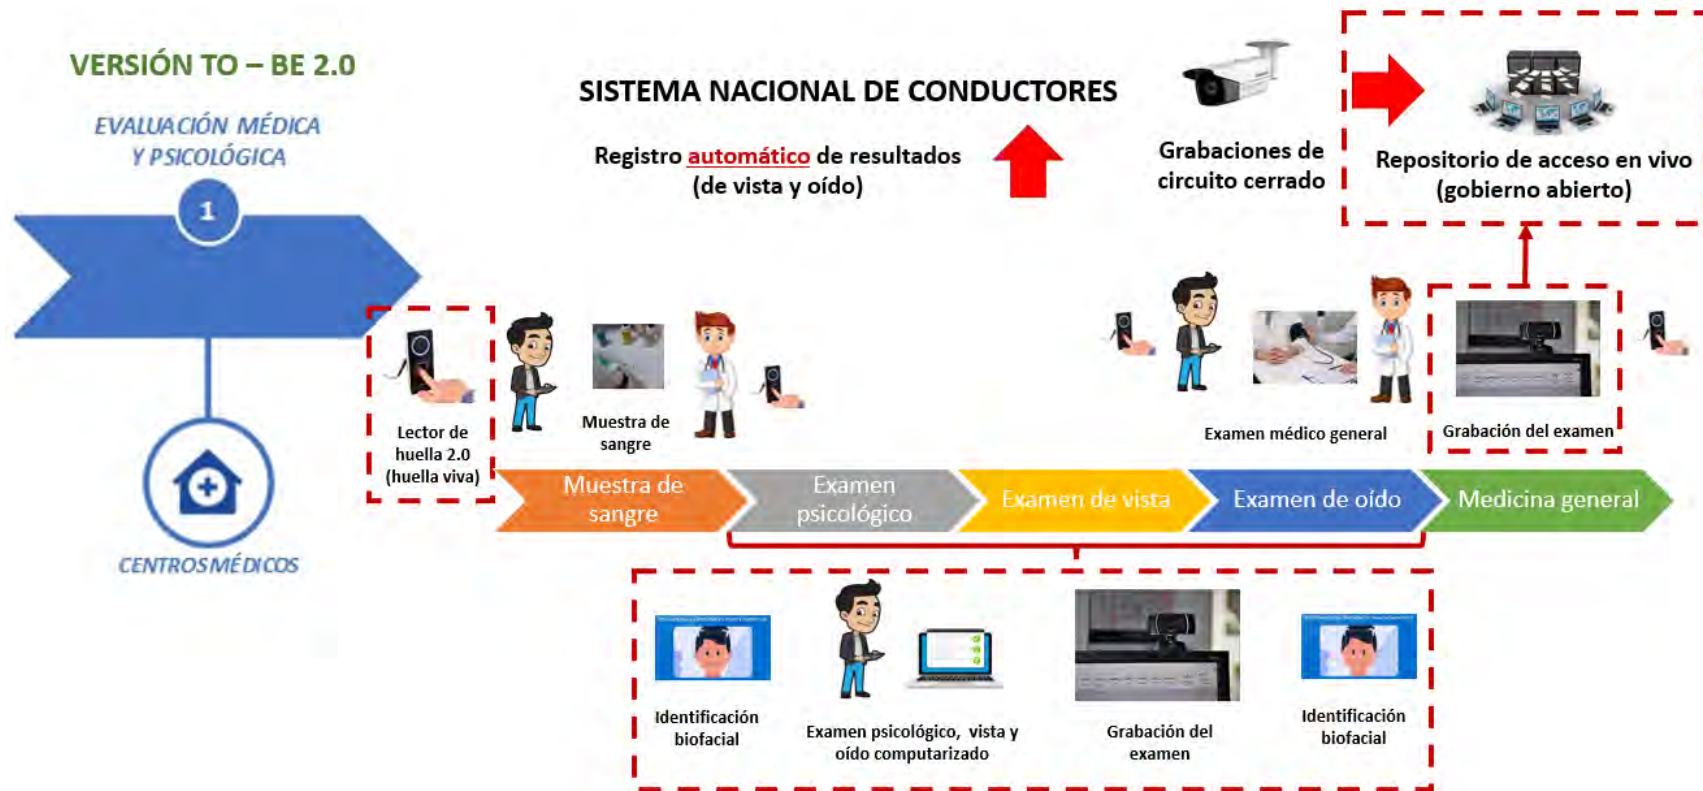 VERSIÓN TO – BE 2.0
EVALUACIÓN MÉDICA
Y PSICOLÓGICA
1
CENTROS MÉDICOS
SISTEMA NACIONAL DE CONDUCTORES
Registro automático de resultados
(de vista y oído)
Grabaciones de
circuito cerrado
Repositorio de acceso en vivo
(gobierno abierto)
Lector de
huella 2.0
(huella viva)
Muestra de
sangre
Examen médico general
Grabación del examen
Muestra de
sangre
Examen
psicológico
Examen de vista
Examen de oído
Medicina general
Identificación
biofacial
Examen psicológico, vista y
oído computarizado
Grabación del
examen
Identificación
biofacial